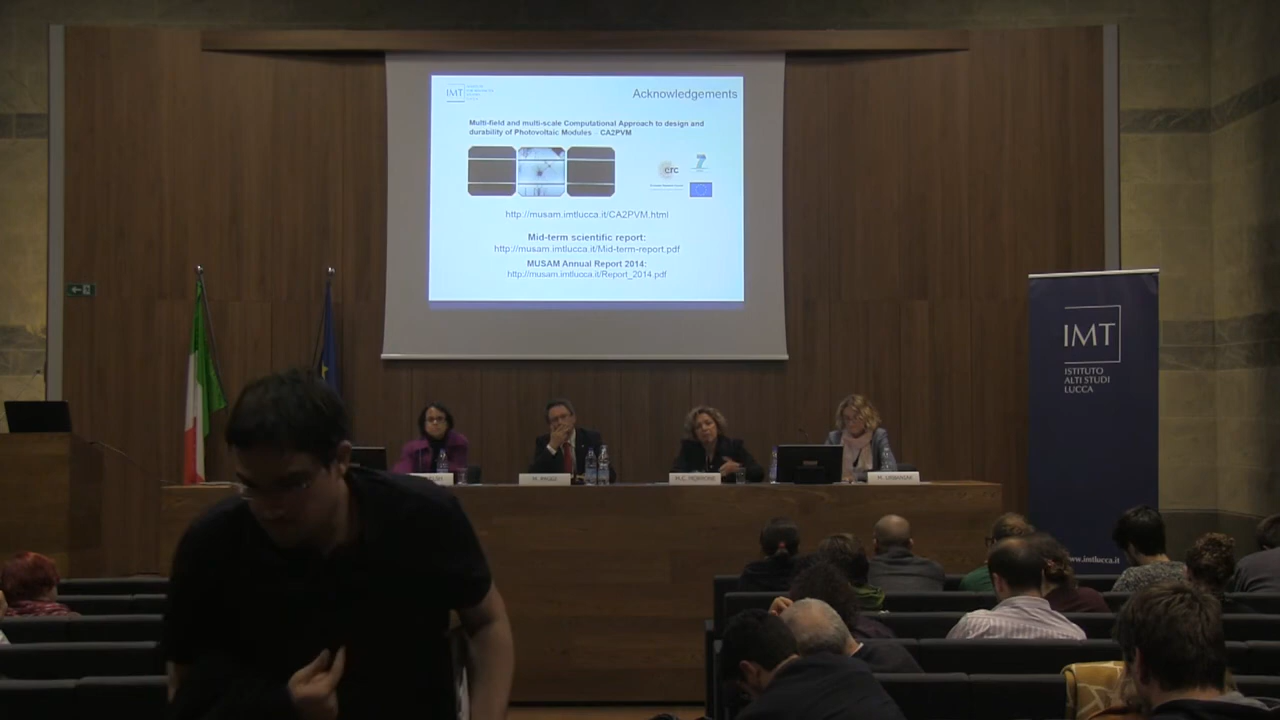 IMT
Acknowledgements
Multi-field and multi-scale Computational Approach to design and
durability of Photovoltaic Modules - CA2PVM
erc
http://musam.imtlucca.it/CA2PVM.html
Mid-term scientific report:
http://musam.imtlucca.it/Mid-term-report.pdf
MUSAM Annual Report 2014:
http://musam.imtlucca.it/Report_2014.pdf
IMT
ISTITUTO
ALTI STUDI
LUCCA
www.imtlucca.it